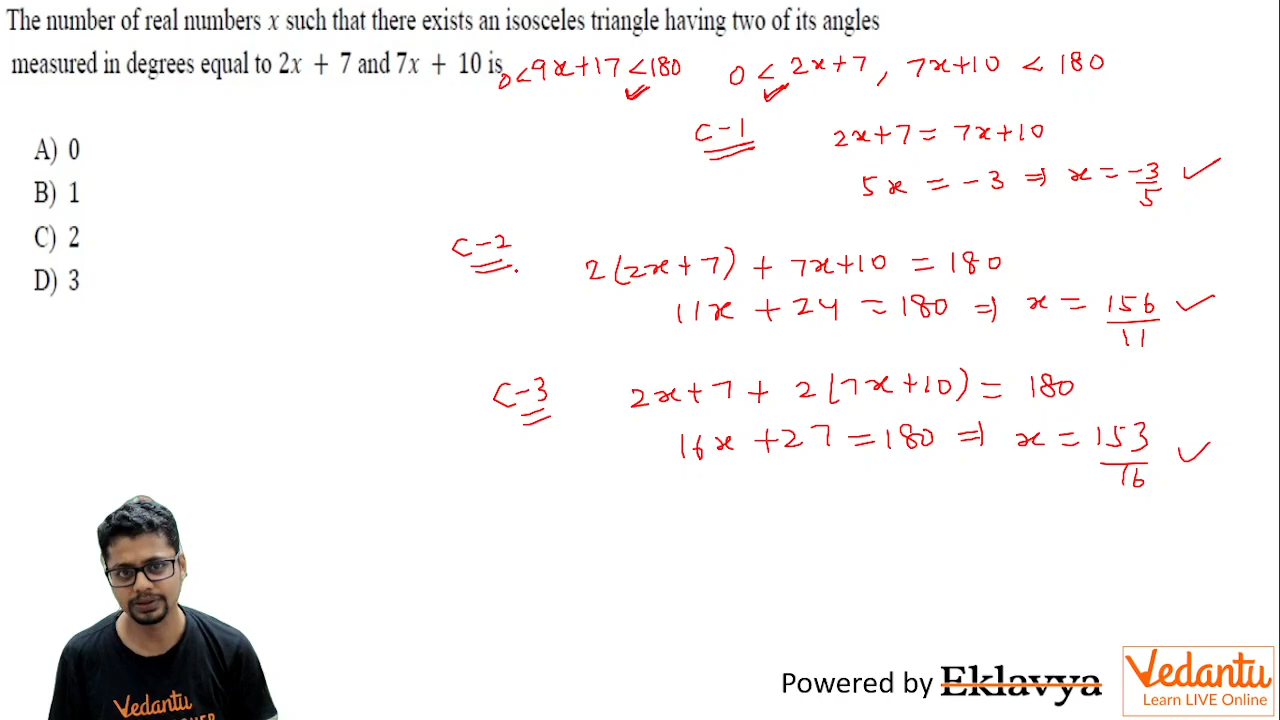 The number of real numbers x such that there exists an isosceles triangle having two of its angles
measured in degrees equal to 2x + 7 and 7x + 10 is
0 < 9x+17 < 180
0 < 2x+7, 7x+10 < 180
A) 0
B) 1
C) 2
D) 3
C-1
2x+7 = 7x+10
5x = -3 ⇒ x = -3/5 ✓
C-2
2(2x+7) + 7x+10 = 180
11x + 24 = 180 ⇒ x = 156/11 ✓
C-3
2x+7 + 2(7x+10) = 180
16x + 27 = 180 ⇒ x = 153/16 ✓
Vedantu
Powered by Eklavya
Vedantu
Learn LIVE Online